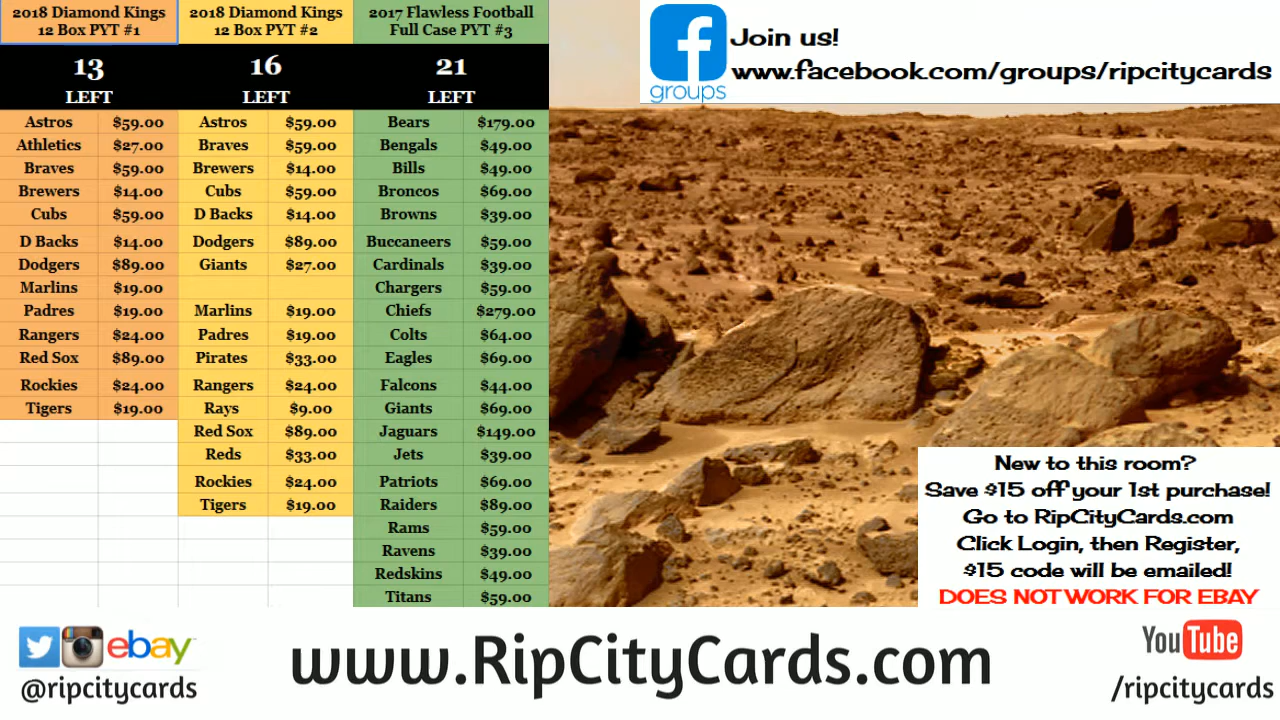 2018 Diamond Kings
12 Box PYT #1
13
LEFT
Astros $59.00
Athletics $27.00
Braves $59.00
Brewers $14.00
Cubs $59.00
D Backs $14.00
Dodgers $89.00
Marlins $19.00
Padres $19.00
Rangers $24.00
Red Sox $89.00
Rockies $24.00
Tigers $19.00
2018 Diamond Kings
12 Box PYT #2
16
LEFT
Astros $59.00
Braves $59.00
Brewers $14.00
Cubs $59.00
D Backs $14.00
Dodgers $89.00
Giants $27.00
Marlins $19.00
Padres $19.00
Pirates $33.00
Rangers $24.00
Rays $9.00
Red Sox $89.00
Reds $33.00
Rockies $24.00
Tigers $19.00
2017 Flawless Football
Full Case PYT #3
21
LEFT
Bears $179.00
Bengals $49.00
Bills $49.00
Broncos $69.00
Browns $39.00
Buccaneers $59.00
Cardinals $39.00
Chargers $59.00
Chiefs $279.00
Colts $64.00
Eagles $69.00
Falcons $44.00
Giants $69.00
Jaguars $149.00
Jets $39.00
Patriots $69.00
Raiders $89.00
Rams $59.00
Ravens $39.00
Redskins $49.00
Titans $59.00
f
groups
Join us!
www.facebook.com/groups/ripcitycards
New to this room?
Save $15 off your 1st purchase!
Go to RipCityCards.com
Click Login, then Register,
$15 code will be emailed!
DOES NOT WORK FOR EBAY
ebay
@ripcitycards
www.RipCityCards.com
YouTube
/ripcitycards